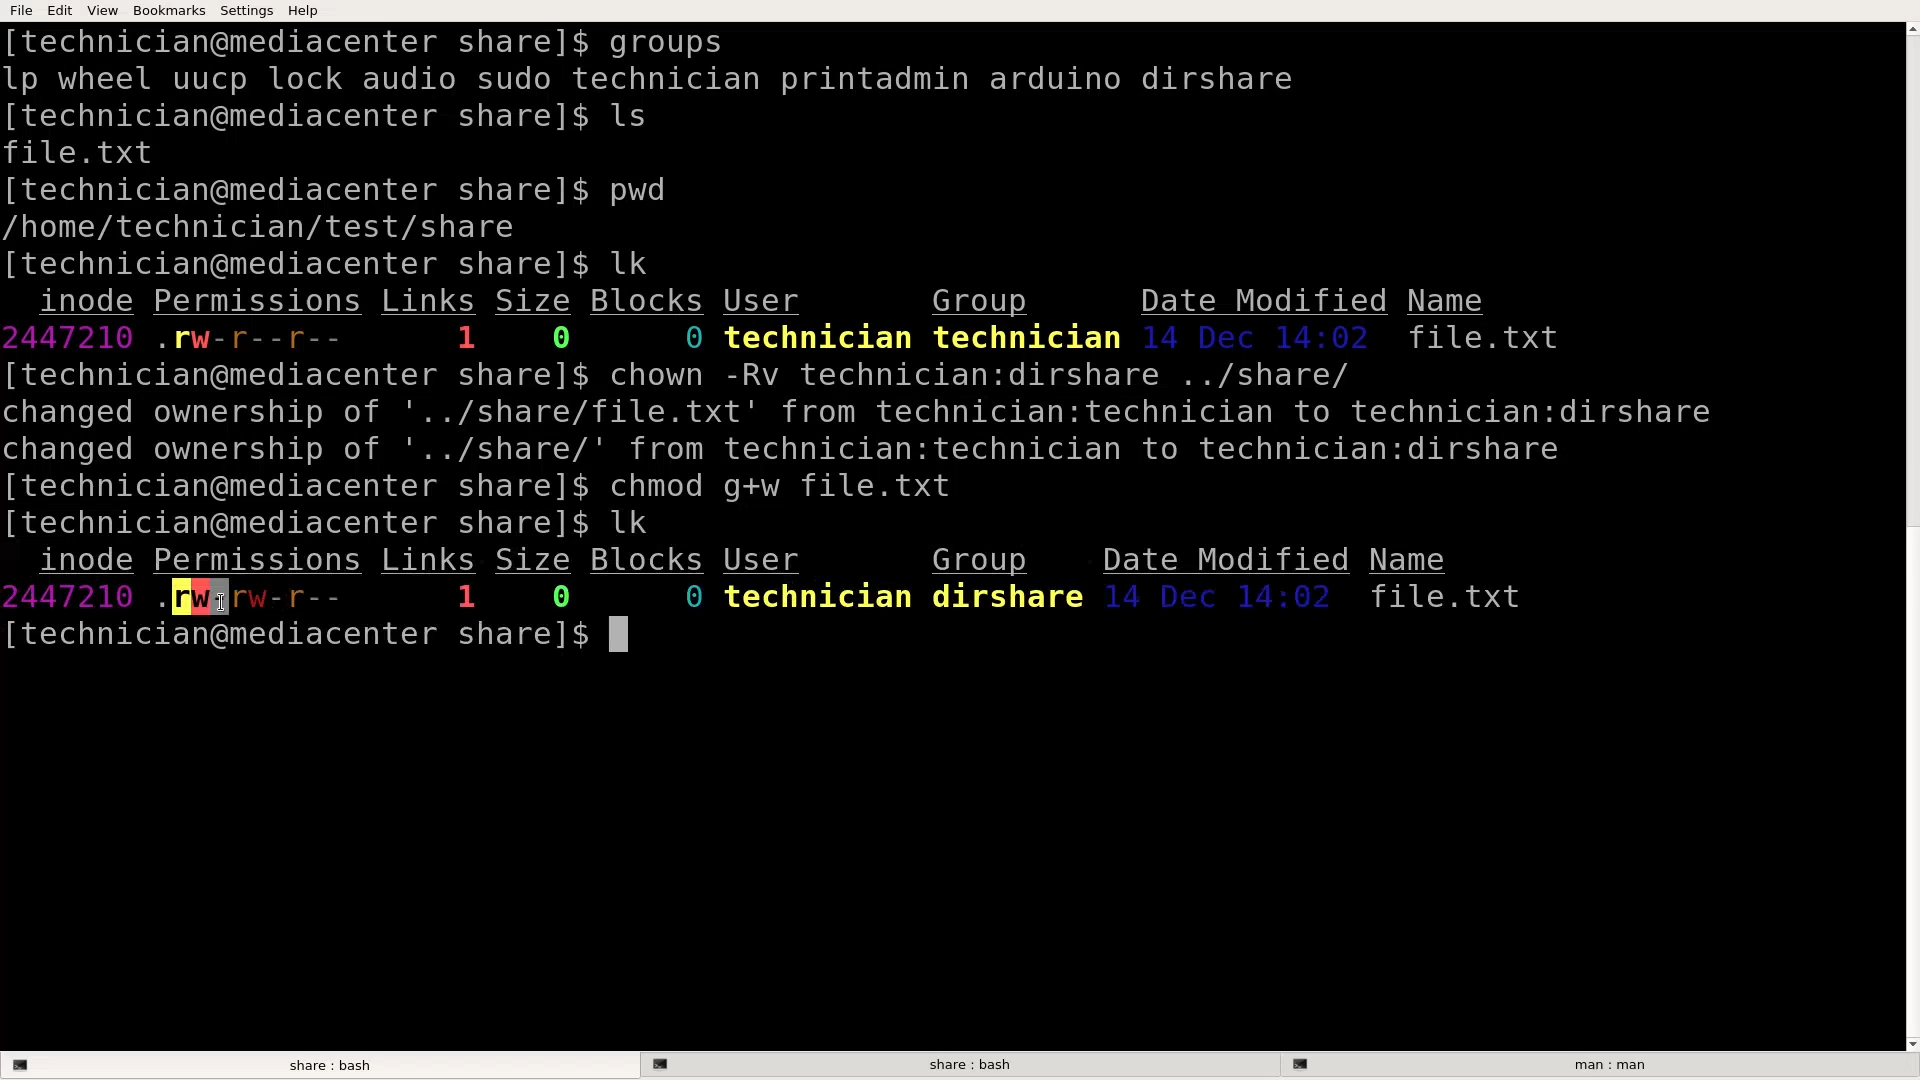 File Edit View Bookmarks Settings Help
[technician@mediacenter share]$ groups
lp wheel uucp lock audio sudo technician printadmin arduino dirshare
[technician@mediacenter share]$ ls
file.txt
[technician@mediacenter share]$ pwd
/home/technician/test/share
[technician@mediacenter share]$ lk
inode Permissions Links Size Blocks User Group Date Modified Name
2447210 .rw-r--r-- 1 0 0 technician technician 14 Dec 14:02 file.txt
[technician@mediacenter share]$ chown -Rv technician:dirshare ../share/
changed ownership of '../share/file.txt' from technician:technician to technician:dirshare
changed ownership of '../share/' from technician:technician to technician:dirshare
[technician@mediacenter share]$ chmod g+w file.txt
[technician@mediacenter share]$ lk
inode Permissions Links Size Blocks User Group Date Modified Name
2447210 .rw-rw-r-- 1 0 0 technician dirshare 14 Dec 14:02 file.txt
[technician@mediacenter share]$
share : bash share : bash man : man